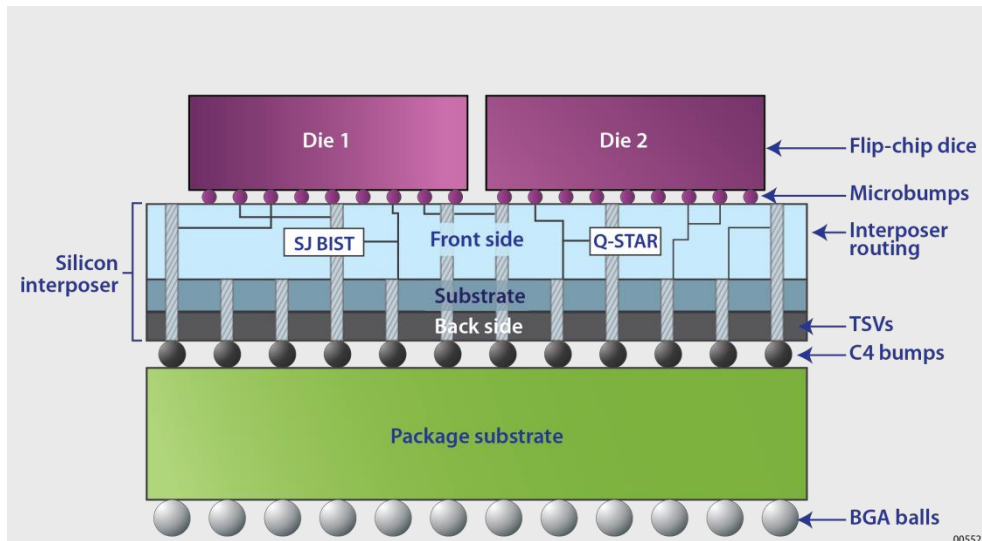 Die 1
Die 2
Flip-chip dice
Microbumps
Interposer
routing
SJ BIST
Front side
Q-STAR
Silicon
interposer
Substrate
Back side
TSVs
C4 bumps
Package substrate
BGA balls
00552